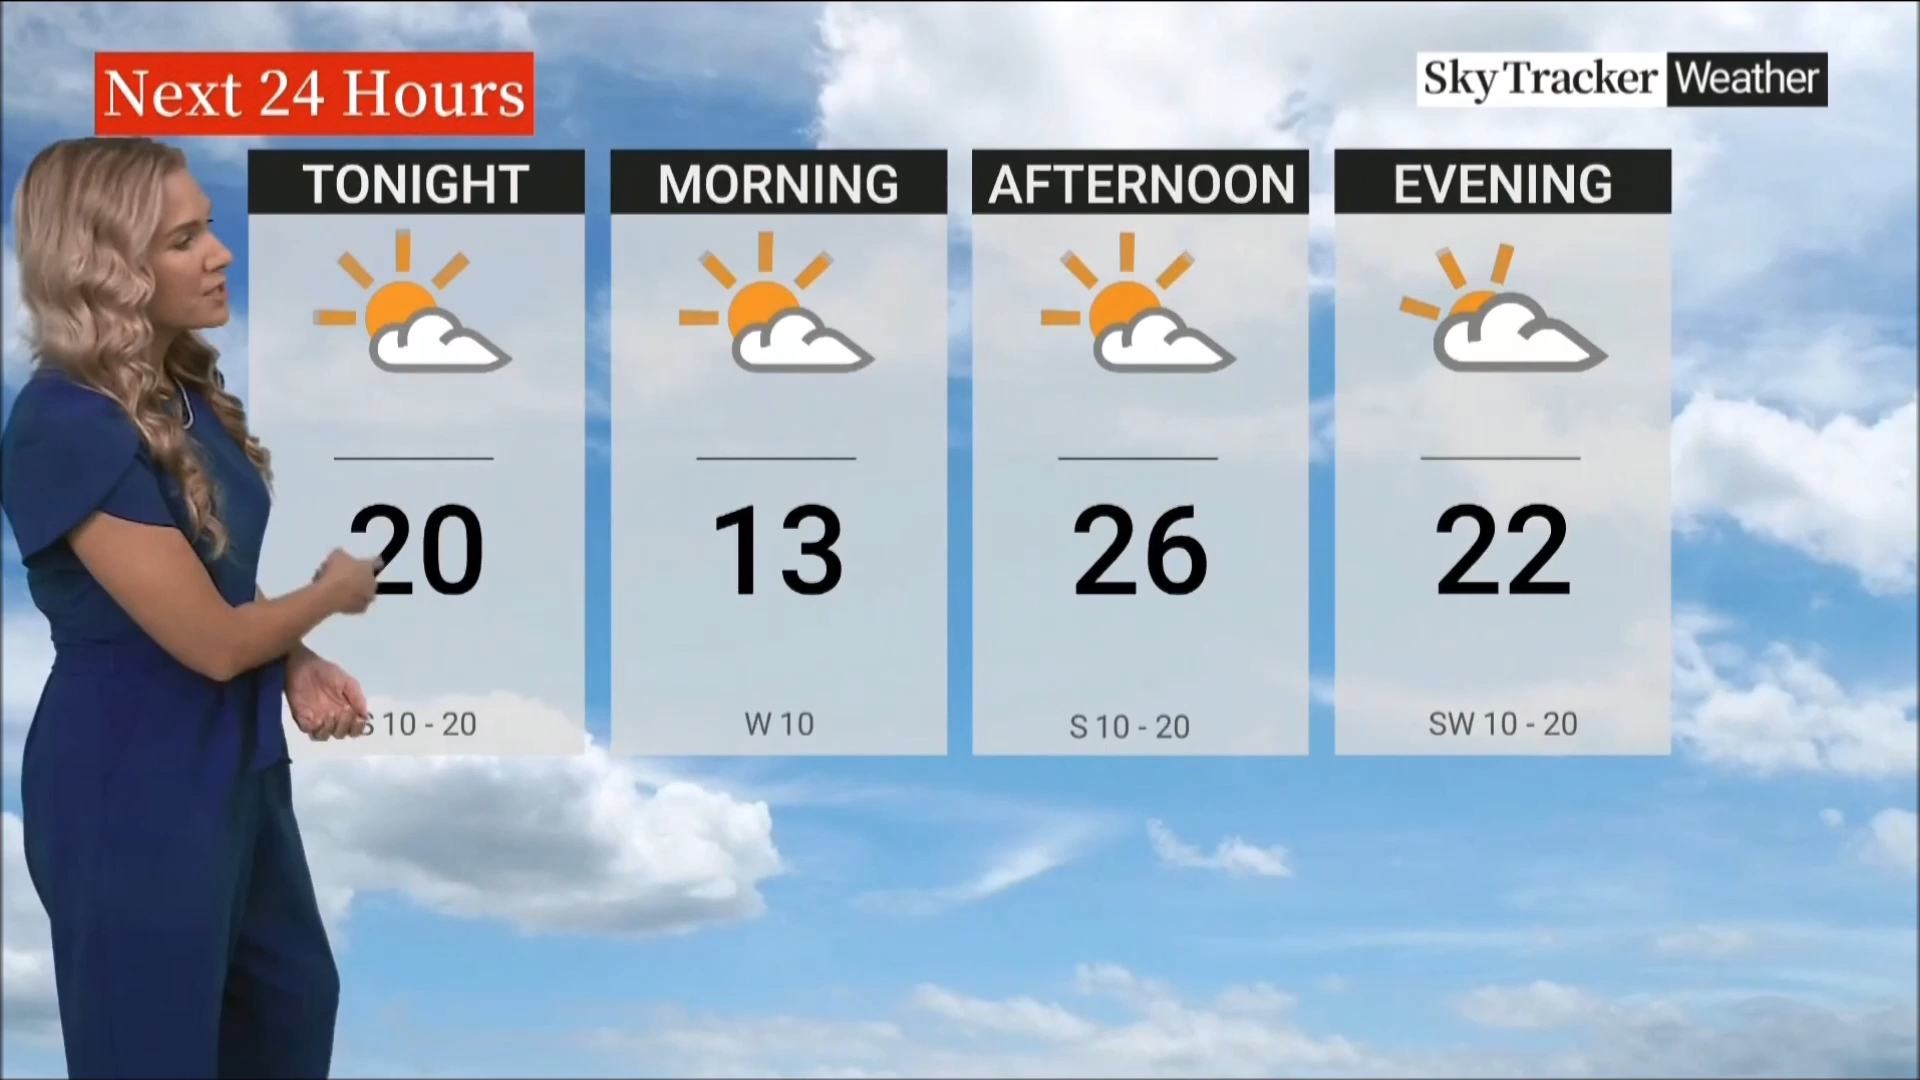 Next 24 Hours
SkyTracker Weather
TONIGHT
20
S 10 - 20
MORNING
13
W 10
AFTERNOON
26
S 10 - 20
EVENING
22
SW 10 - 20